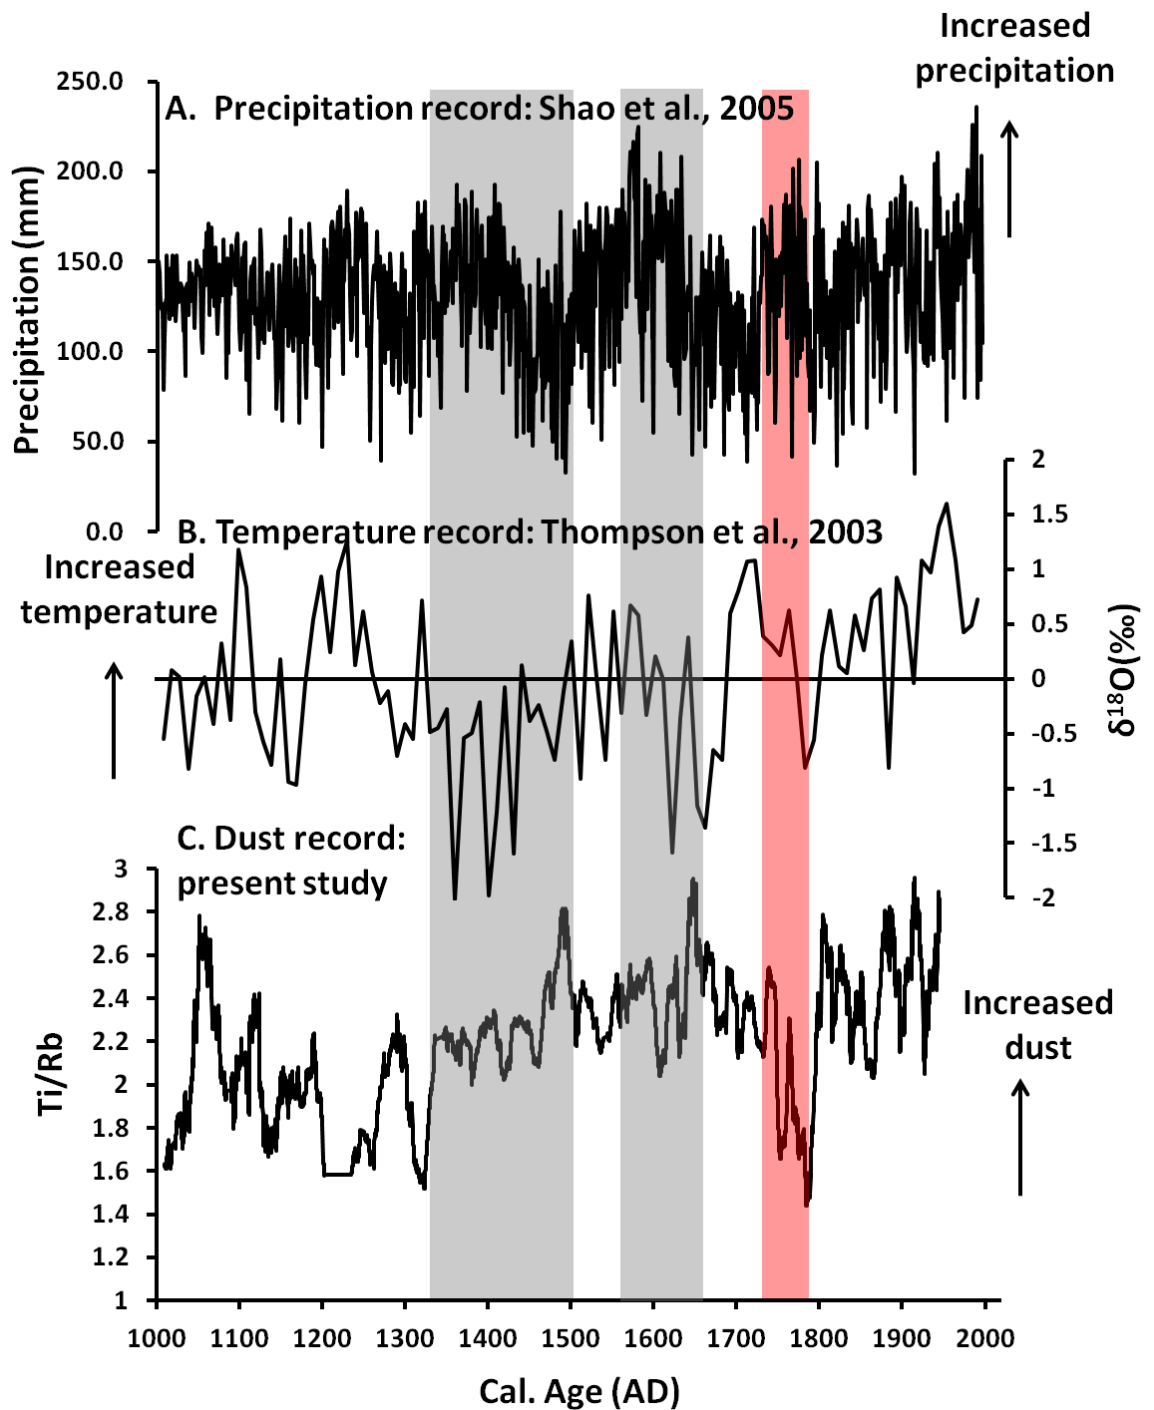 Increased
precipitation
250.0
A. Precipitation record: Shao et al., 2005
200.0
150.0
100.0
50.0
0.0
Precipitation (mm)
B. Temperature record: Thompson et al., 2003
Increased
temperature
2
1.5
1
0.5
0
-0.5
-1
-1.5
-2
δ18O(‰)
C. Dust record:
present study
3
2.8
2.6
2.4
2.2
2
1.8
1.6
1.4
1.2
1
Ti/Rb
Increased
dust
1000 1100 1200 1300 1400 1500 1600 1700 1800 1900 2000
Cal. Age (AD)